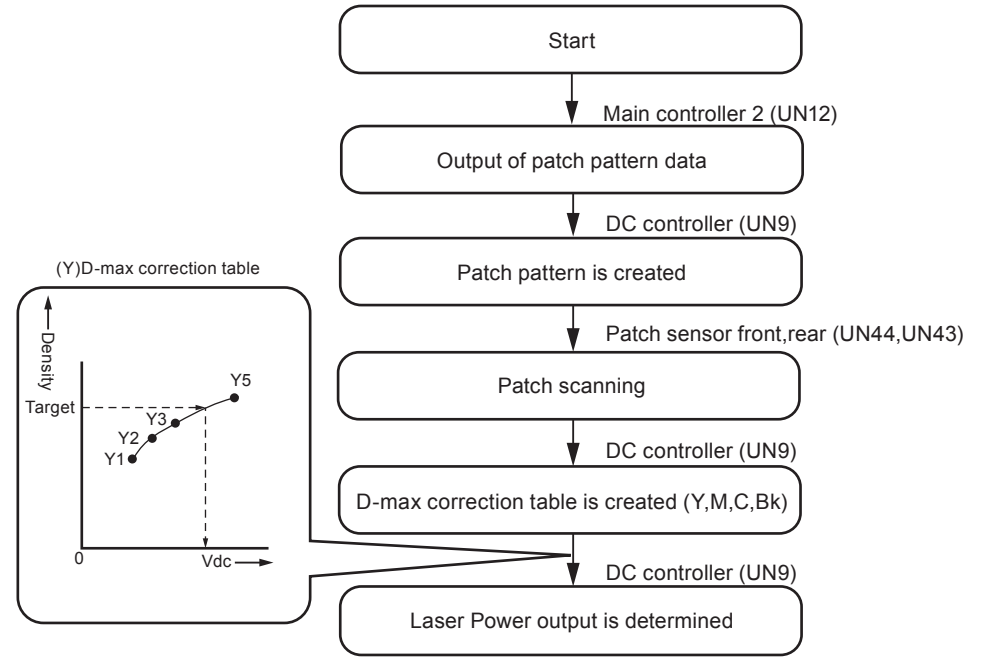 Start
Main controller 2 (UN12)
Output of patch pattern data
DC controller (UN9)
Patch pattern is created
Patch sensor front,rear (UN44,UN43)
Patch scanning
DC controller (UN9)
D-max correction table is created (Y,M,C,Bk)
DC controller (UN9)
Laser Power output is determined
(Y)D-max correction table
Density
Target
Y5
Y3
Y2
Y1
0
Vdc